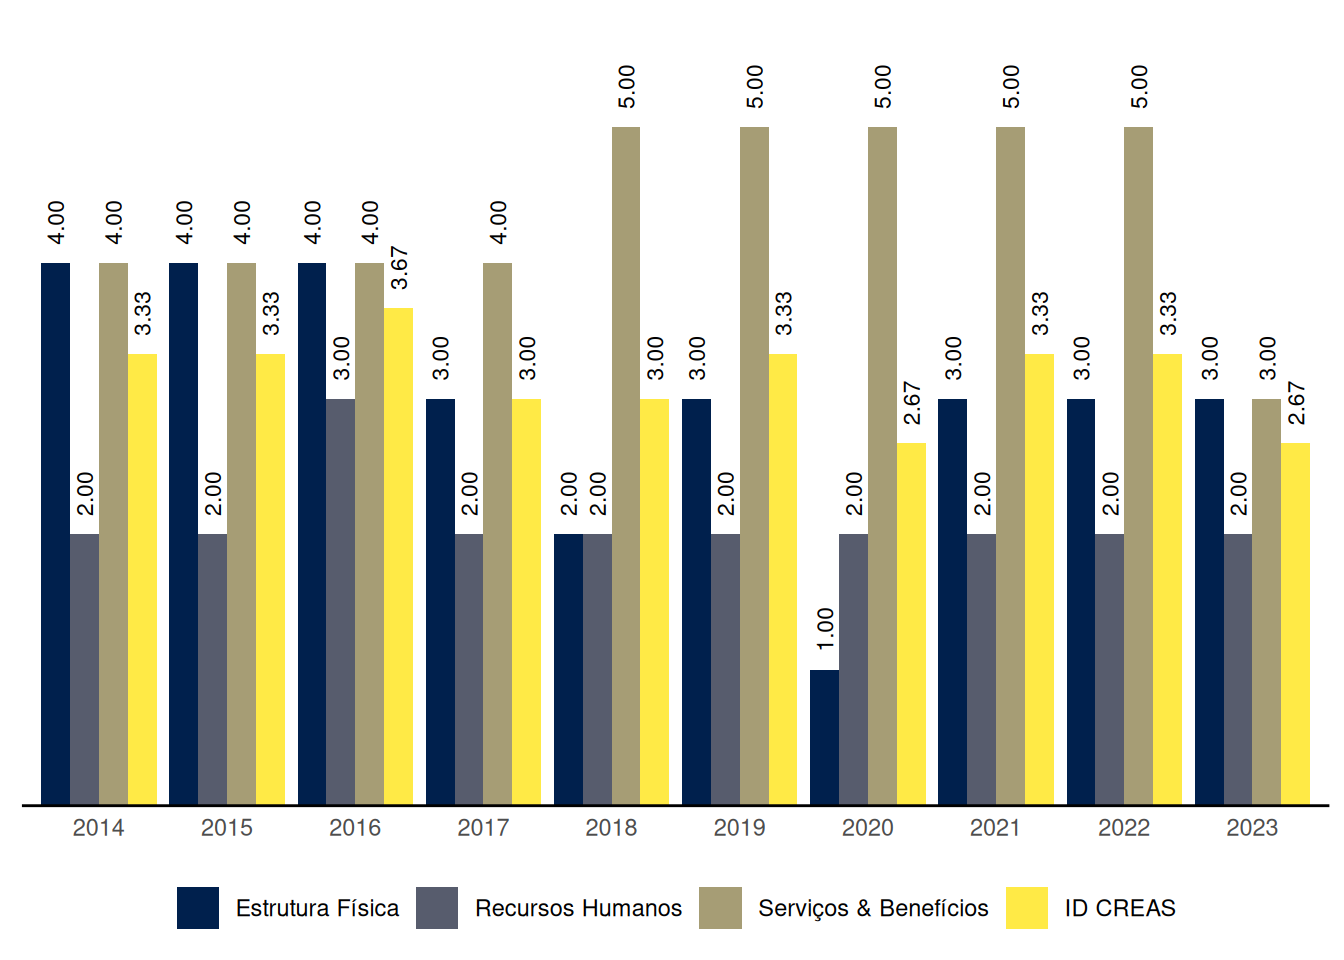 5.00 5.00 5.00 5.00 5.00
4.00 4.00 4.00 4.00 4.00 4.00 4.00
3.67
3.33 3.33 3.33 3.33 3.33
3.00 3.00 3.00 3.00 3.00 3.00 3.00 3.00 3.00
2.67 2.67
2.00 2.00 2.00 2.00 2.00 2.00 2.00 2.00 2.00 2.00
1.00
2014 2015 2016 2017 2018 2019 2020 2021 2022 2023
Estrutura Física Recursos Humanos Serviços & Benefícios ID CREAS